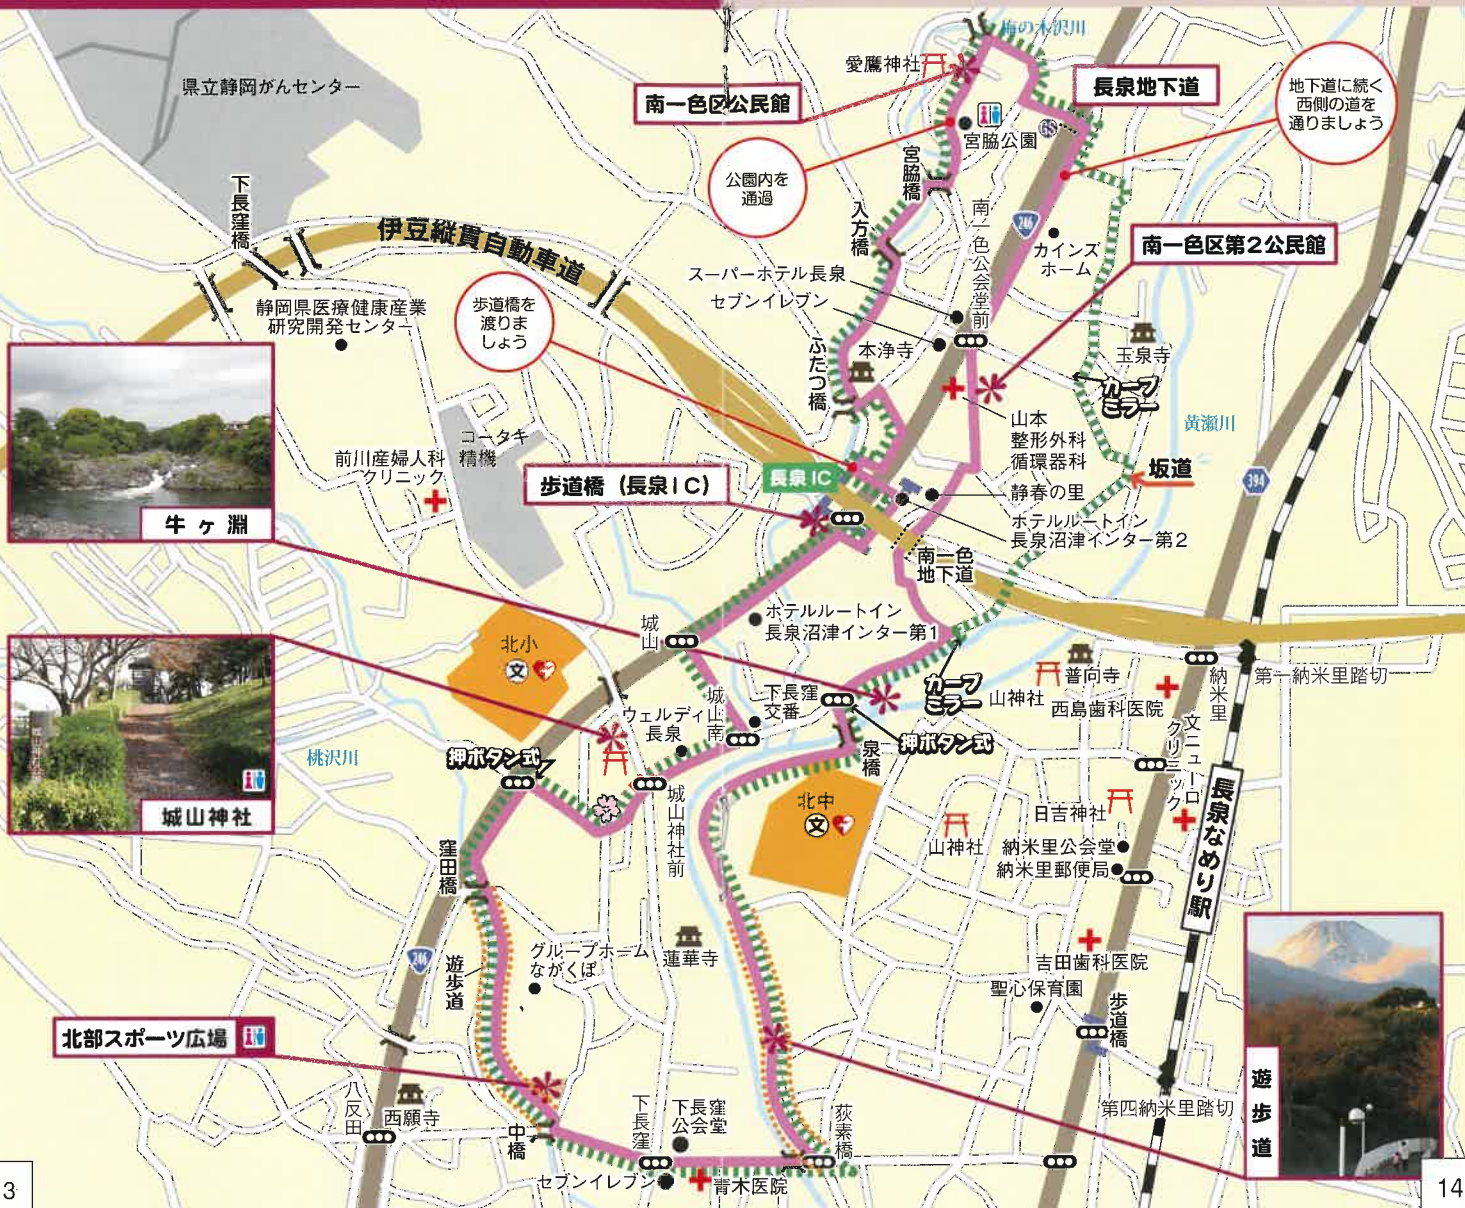 梅の木沢川
愛鷹神社
県立静岡がんセンター
南一色区公民館
長泉地下道
地下道に続く
西側の道を
通りましょう
宮脇公園
GS
公園内を
通過
宮脇橋
下長窪橋
入方橋
南一色公会堂前
246
カインズ
ホーム
南一色区第2公民館
伊豆縦貫自動車道
スーパーホテル長泉
セブンイレブン
静岡県医療健康産業
研究開発センター
歩道橋を
渡りま
しょう
本浄寺
ふたつ橋
玉泉寺
カーブ
ミラー
黄瀬川
山本
整形外科
循環器科
コータキ
精機
前川産婦人科
クリニック
長泉IC
坂道
394
歩道橋（長泉IC）
静春の里
ホテルルートイン
長泉沼津インター第2
牛ヶ淵
南一色
地下道
ホテルルートイン
長泉沼津インター第1
城山
北小
文
カーブ
ミラー
山神社
普向寺
西島歯科医院
納米里
第一納米里踏切
下長窪
交番
城山南
ウェルディ
長泉
押ボタン式
押ボタン式
泉橋
文ニューロ
クリニック
桃沢川
城山神社
北中
文
城山神社前
日吉神社
山神社
納米里公会堂
納米里郵便局
長泉なめり駅
窪田橋
246
遊歩道
グループホーム
ながくぼ
蓮華寺
吉田歯科医院
聖心保育園
歩道橋
北部スポーツ広場
八反田
西願寺
中橋
下長窪
下長窪
公会堂
荻素橋
第四納米里踏切
遊歩道
セブンイレブン
青木医院
3
14